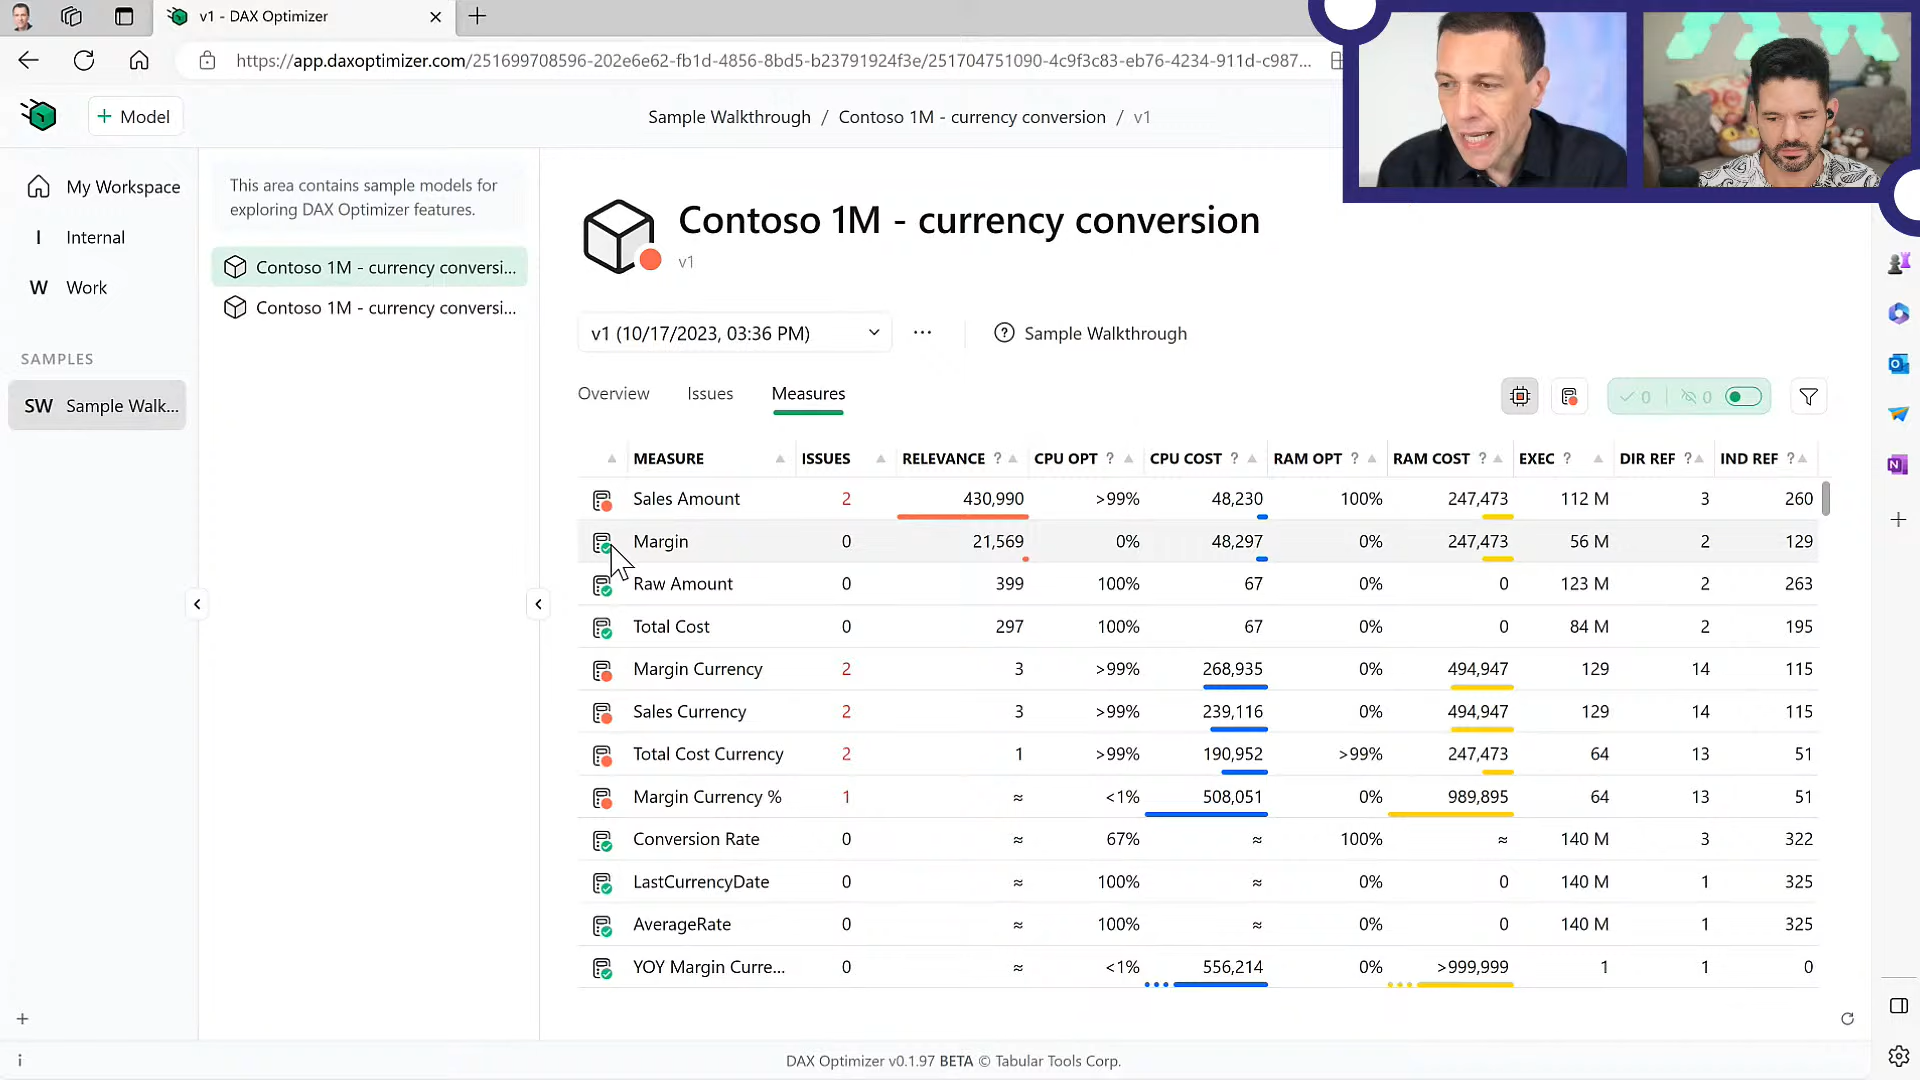 v1 - DAX Optimizer
https://app.daxoptimizer.com/251699708596-202e6e62-fb1d-4856-8bd5-b23791924f3e/251704751090-4c9f3c83-eb76-4234-911d-c987...
+ Model
Sample Walkthrough / Contoso 1M - currency conversion / v1
My Workspace
I Internal
W Work
SAMPLES
SW Sample Walk...
This area contains sample models for
exploring DAX Optimizer features.
Contoso 1M - currency conversi...
Contoso 1M - currency conversi...
Contoso 1M - currency conversion
v1
v1 (10/17/2023, 03:36 PM) ... ? Sample Walkthrough
Overview Issues Measures 0 0
MEASURE ISSUES RELEVANCE ? CPU OPT ? CPU COST ? RAM OPT ? RAM COST ? EXEC ? DIR REF ? IND REF ?
Sales Amount 2 430,990 >99% 48,230 100% 247,473 112 M 3 260
Margin 0 21,569 0% 48,297 0% 247,473 56 M 2 129
Raw Amount 0 399 100% 67 0% 0 123 M 2 263
Total Cost 0 297 100% 67 0% 0 84 M 2 195
Margin Currency 2 3 >99% 268,935 0% 494,947 129 14 115
Sales Currency 2 3 >99% 239,116 0% 494,947 129 14 115
Total Cost Currency 2 1 >99% 190,952 >99% 247,473 64 13 51
Margin Currency % 1 ≈ <1% 508,051 0% 989,895 64 13 51
Conversion Rate 0 ≈ 67% ≈ 100% ≈ 140 M 3 322
LastCurrencyDate 0 ≈ 100% ≈ 0% 0 140 M 1 325
AverageRate 0 ≈ 100% ≈ 0% 0 140 M 1 325
YOY Margin Curre... 0 ≈ <1% 556,214 0% >999,999 1 1 0
DAX Optimizer v0.1.97 BETA © Tabular Tools Corp.